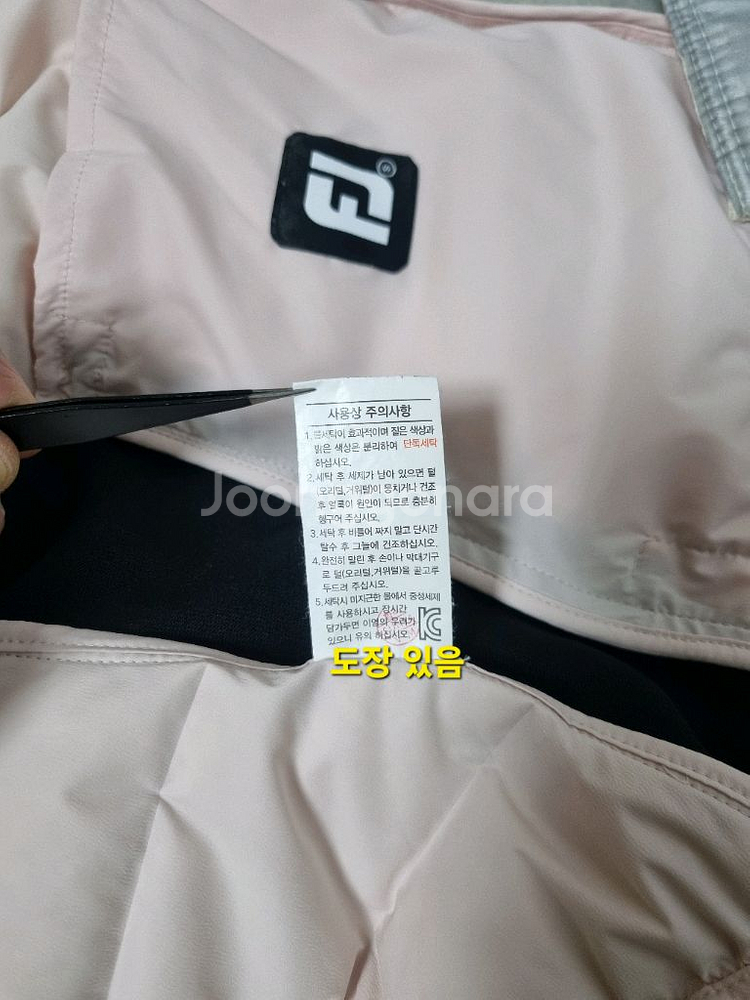 FJ
사용상 주의사항
1.물세탁이 효과적이며 짙은 색상과
밝은 색상은 분리하여 단독세탁
하십시오.
2.세탁 후 세제가 남아 있으면 털
(오리털,거위털)이 뭉치거나 건조
후 얼룩이 원인이 되므로 충분히
헹구어 주십시오.
Joongonara
3.세탁 후 비틀어 짜지 말고 단시간
탈수 후 그늘에 건조하십시오.
4.완전히 말린 후 손이나 막대기구
로 털(오리털,거위털)을 골고루
두드려 주십시오.
5.세탁시 미지근한 물에서 중성세제
를 사용하시고 장시간
담가두면 이염의 우려가
있으니 유의 하십시오.
도장 있음